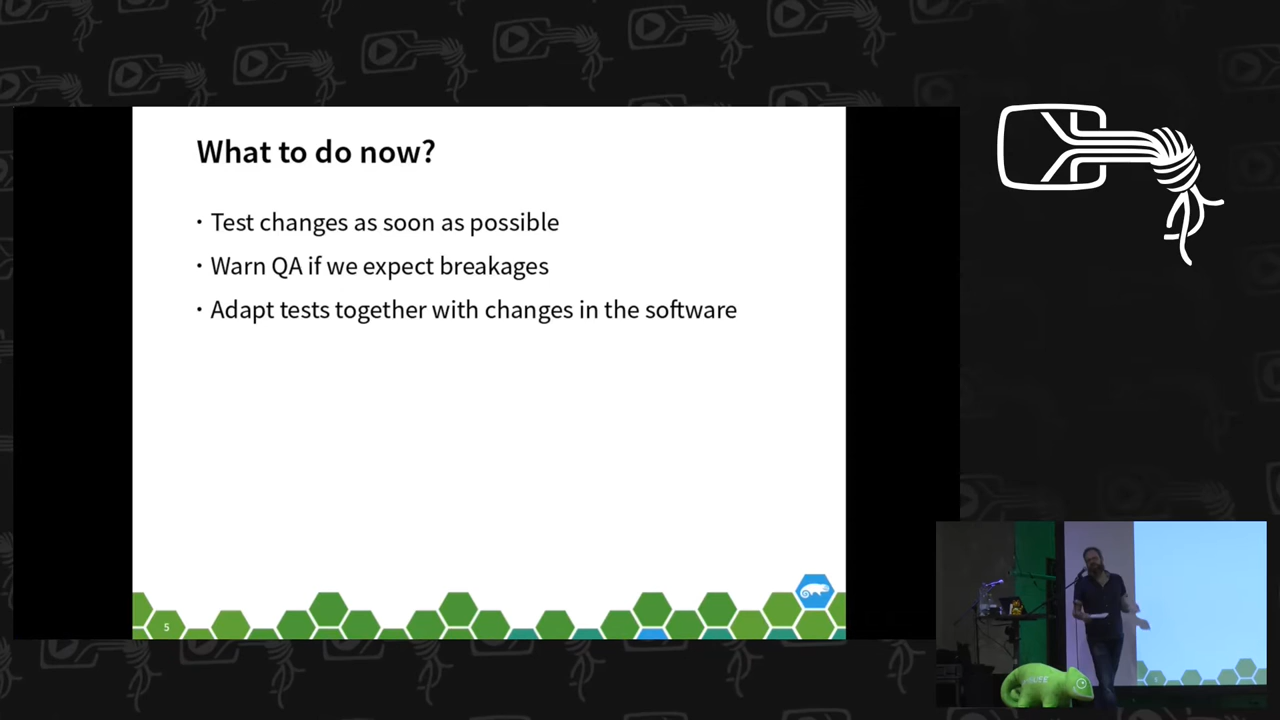 What to do now?
· Test changes as soon as possible
· Warn QA if we expect breakages
· Adapt tests together with changes in the software
5